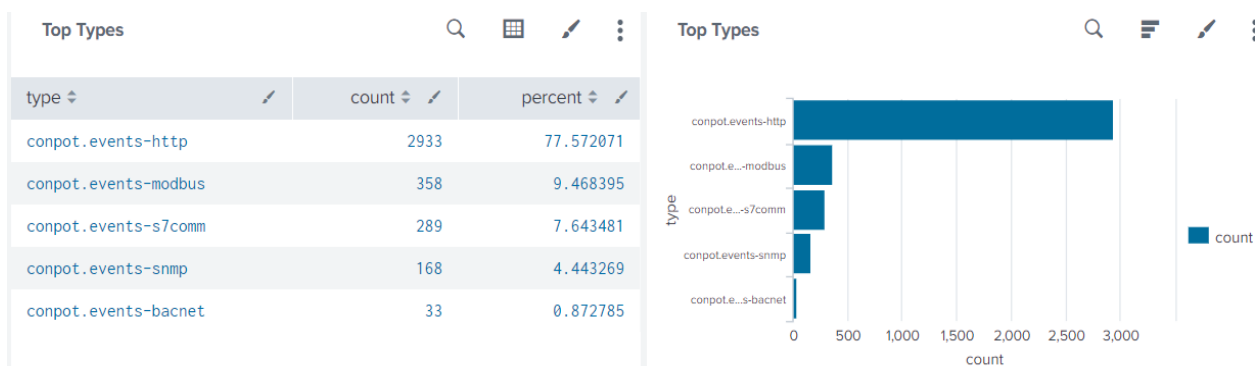 Top Types
type count percent
conpot.events-http 2933 77.572071
conpot.events-modbus 358 9.468395
conpot.events-s7comm 289 7.643481
conpot.events-snmp 168 4.443269
conpot.events-bacnet 33 0.872785
Top Types
conpot.events-http
conpot.e...-modbus
conpot.e...-s7comm
conpot.events-snmp
conpot.e...s-bacnet
type
0 500 1,000 1,500 2,000 2,500 3,000
count
count